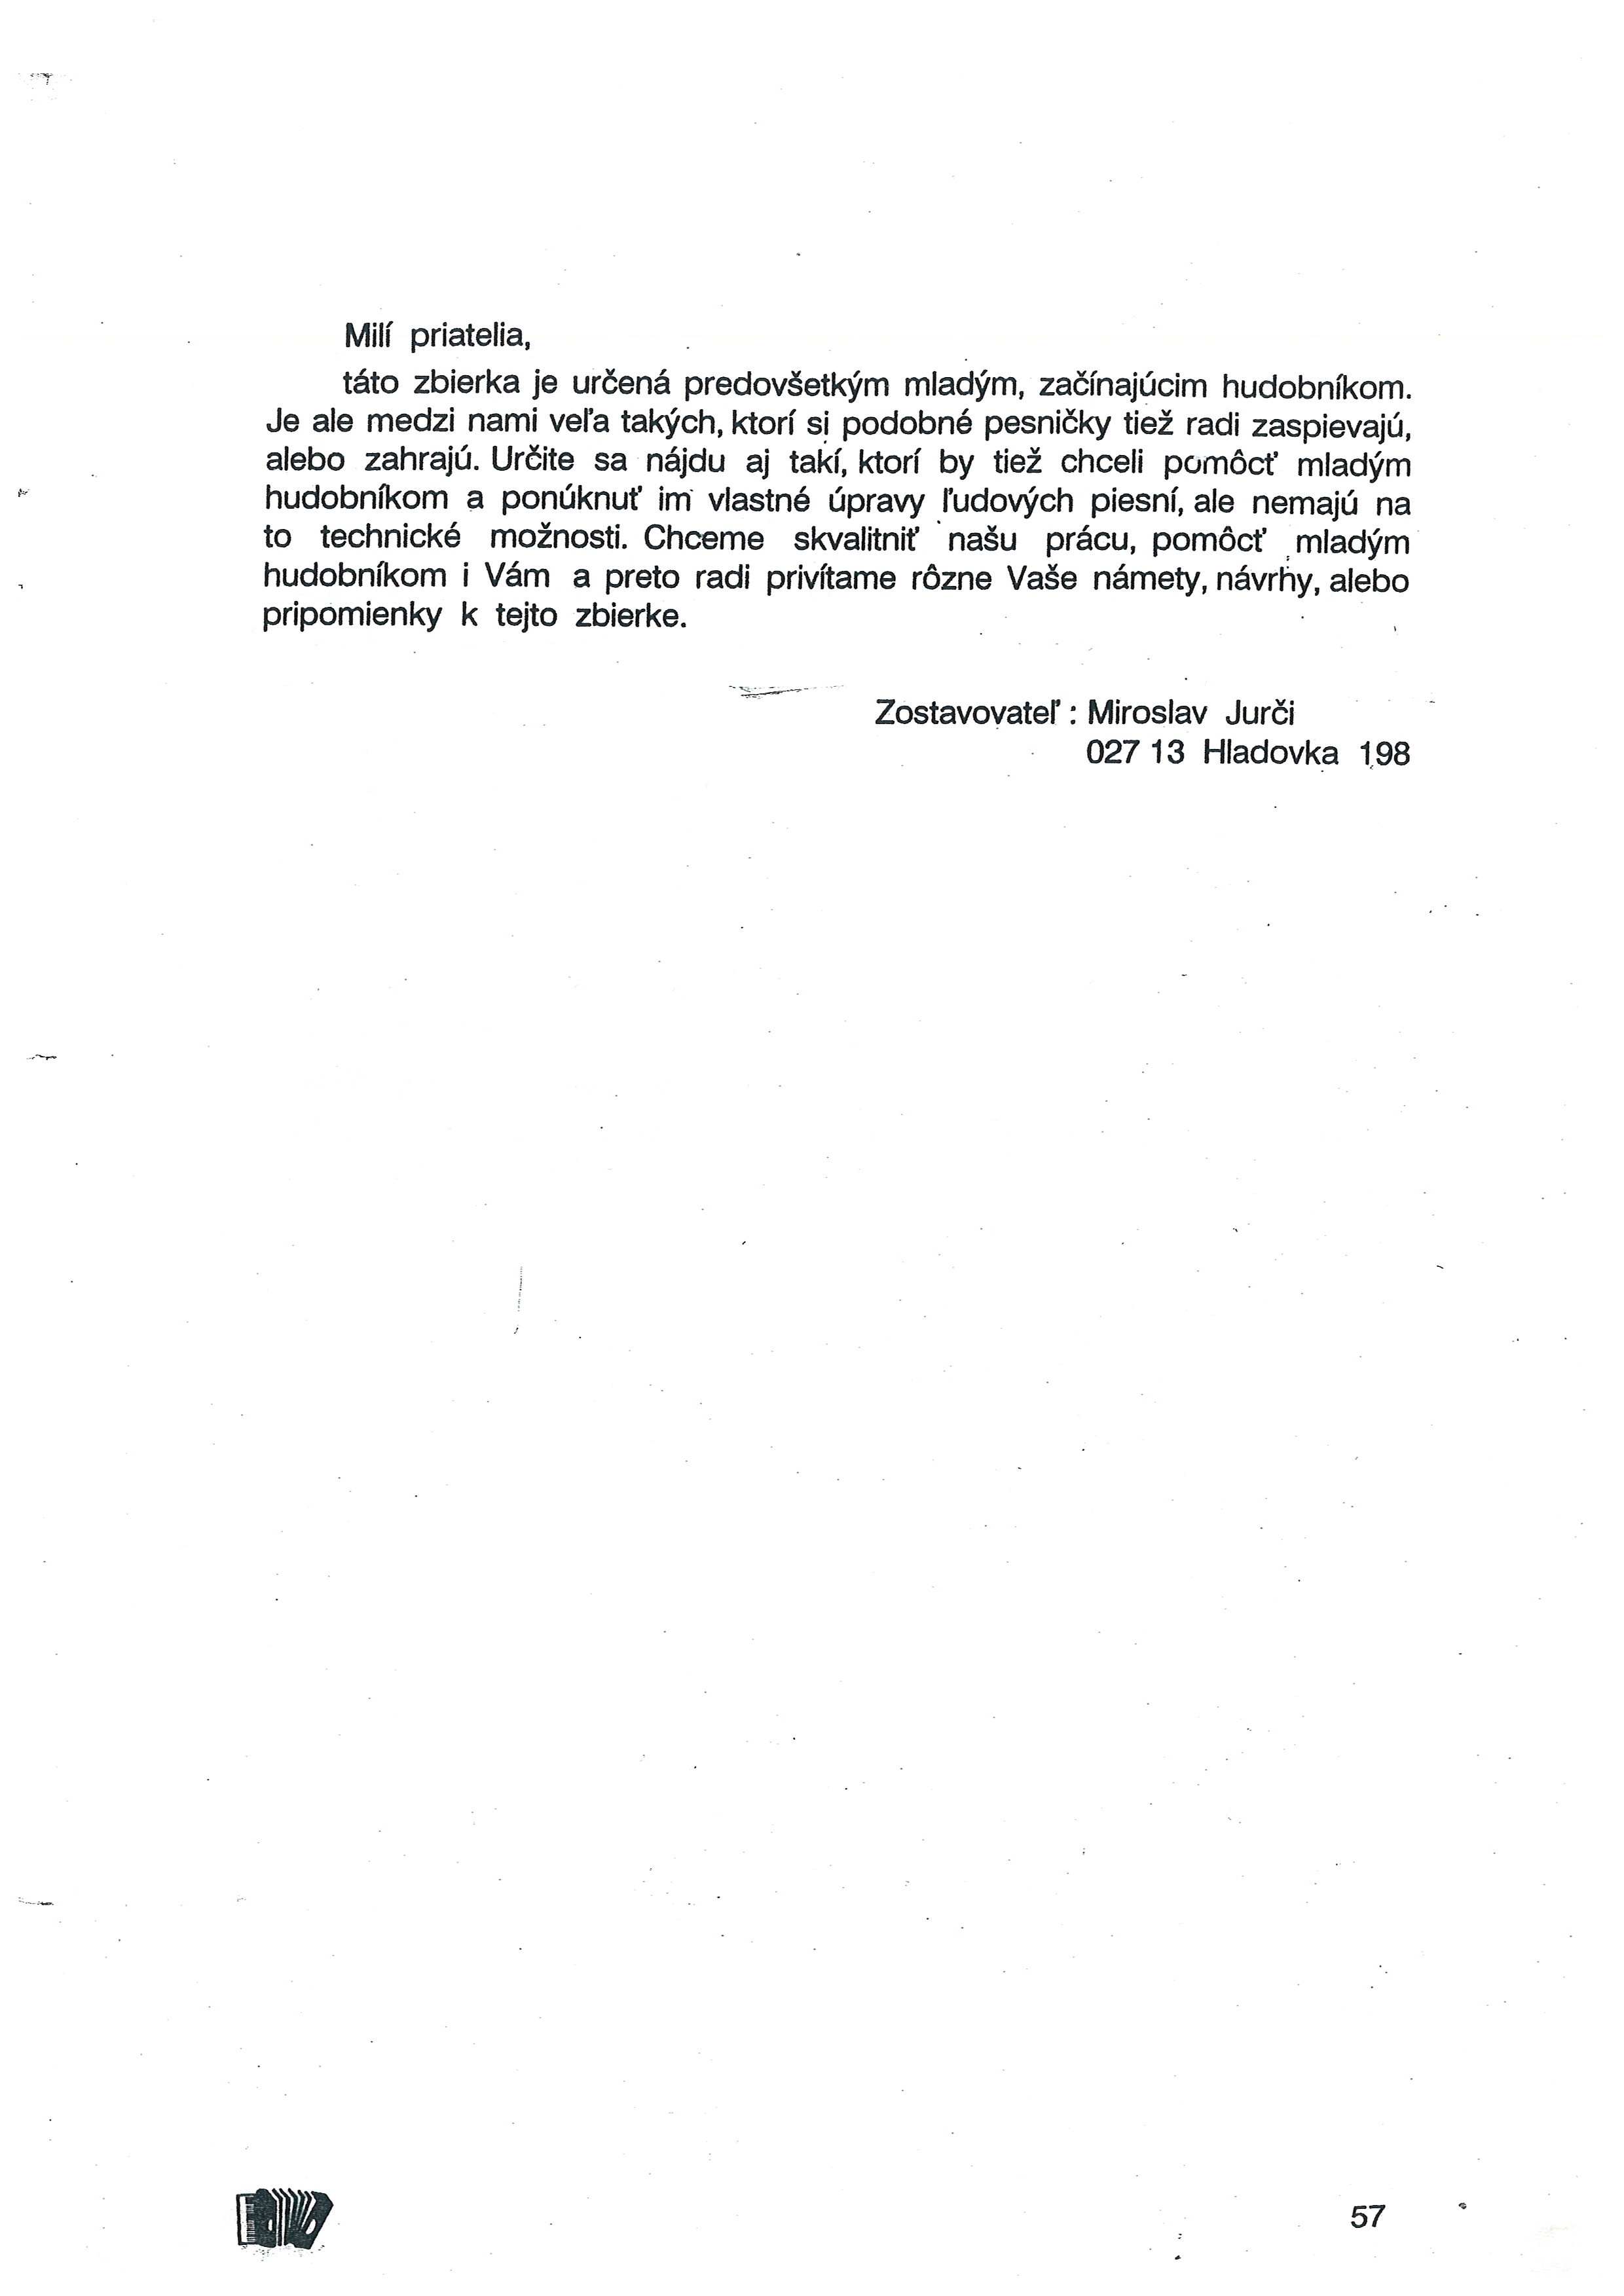 Milí priatelia,
táto zbierka je určená predovšetkým mladým, začínajúcim hudobníkom.
Je ale medzi nami veľa takých, ktorí si podobné pesničky tiež radi zaspievajú,
alebo zahrajú. Určite sa nájdu aj takí, ktorí by tiež chceli pomôcť mladým
hudobníkom a ponúknuť im vlastné úpravy ľudových piesní, ale nemajú na
to technické možnosti. Chceme skvalitniť našu prácu, pomôcť mladým
hudobníkom i Vám a preto radi privítame rôzne Vaše námety, návrhy, alebo
pripomienky k tejto zbierke.
Zostavovateľ : Miroslav Jurči
027 13 Hladovka 198
57